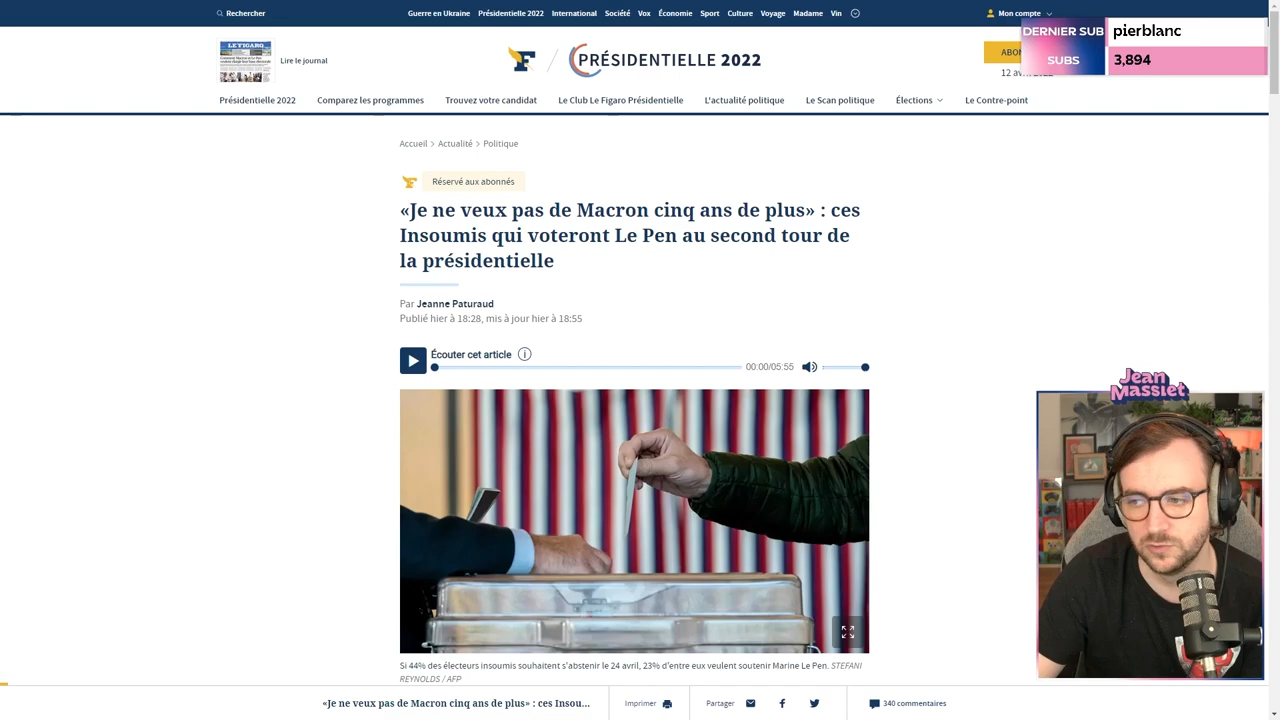 Rechercher
Guerre en Ukraine Présidentielle 2022 International Société Vox Économie Sport Culture Voyage Madame Vin
Mon compte
DERNIER SUB pierblanc
SUBS 3,894
LE FIGARO
Lire le journal
PRÉSIDENTIELLE 2022
Présidentielle 2022 Comparez les programmes Trouvez votre candidat Le Club Le Figaro Présidentielle L'actualité politique Le Scan politique Élections Le Contre-point
Accueil > Actualité > Politique
Réservé aux abonnés
«Je ne veux pas de Macron cinq ans de plus» : ces
Insoumis qui voteront Le Pen au second tour de
la présidentielle
Par Jeanne Paturaud
Publié hier à 18:28, mis à jour hier à 18:55
Écouter cet article
00:00/05:55
Jean
Massiet
Si 44% des électeurs insoumis souhaitent s'abstenir le 24 avril, 23% d'entre eux veulent soutenir Marine Le Pen. STEFANI
REYNOLDS / AFP
«Je ne veux pas de Macron cinq ans de plus» : ces Insou...
Imprimer
Partager
340 commentaires